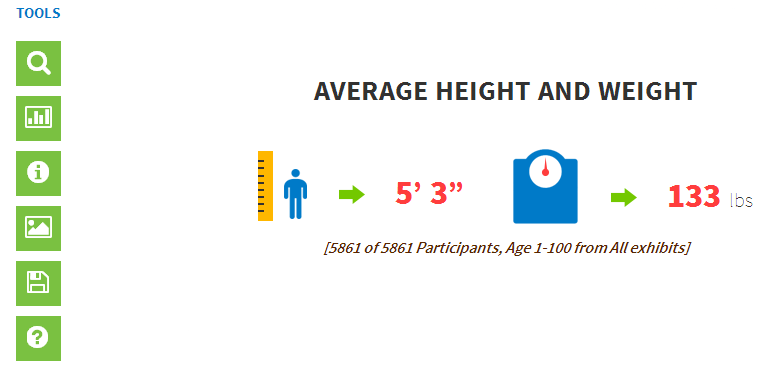 TOOLS
AVERAGE HEIGHT AND WEIGHT
5’ 3” 133 lbs
[5861 of 5861 Participants, Age 1-100 from All exhibits]